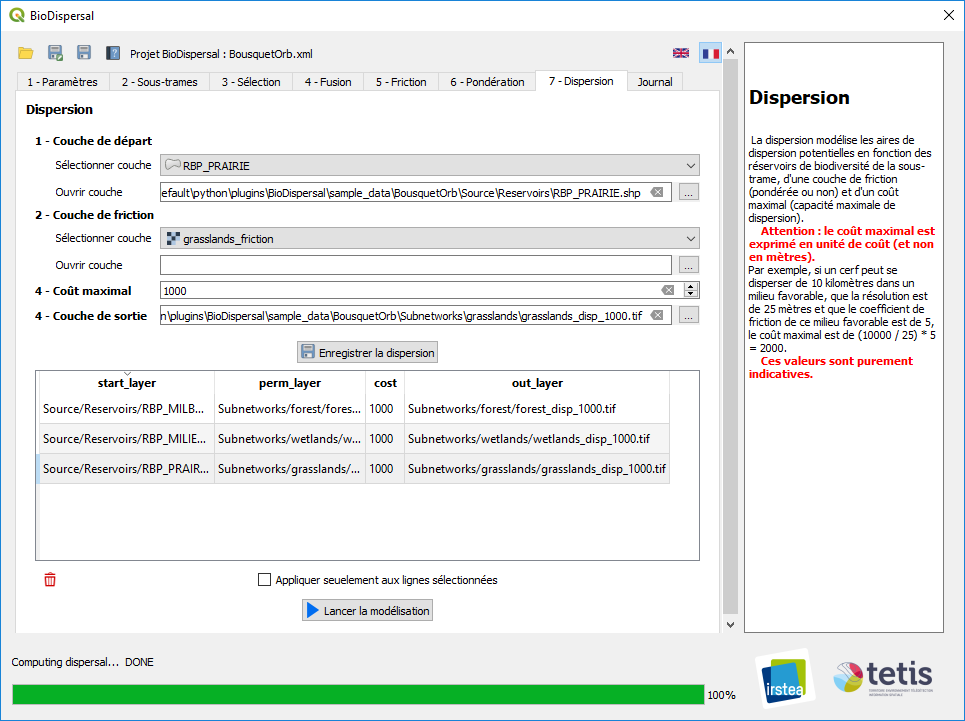 BioDispersal
Projet BioDispersal : BousquetOrb.xml
1 - Paramètres
2 - Sous-trames
3 - Sélection
4 - Fusion
5 - Friction
6 - Pondération
7 - Dispersion
Journal
Dispersion
1 - Couche de départ
Sélectionner couche
RBP_PRAIRIE
Ouvrir couche
efault\python\plugins\BioDispersal\sample_data\BousquetOrb\Source\Reservoirs\RBP_PRAIRIE.shp
...
2 - Couche de friction
Sélectionner couche
grasslands_friction
Ouvrir couche
...
4 - Coût maximal
1000
4 - Couche de sortie
n\plugins\BioDispersal\sample_data\BousquetOrb\Subnetworks\grasslands\grasslands_disp_1000.tif
...
Enregistrer la dispersion
start_layer perm_layer cost out_layer
Source/Reservoirs/RBP_MILB... Subnetworks/forest/fores... 1000 Subnetworks/forest/forest_disp_1000.tif
Source/Reservoirs/RBP_MILIE... Subnetworks/wetlands/w... 1000 Subnetworks/wetlands/wetlands_disp_1000.tif
Source/Reservoirs/RBP_PRAIR... Subnetworks/grasslands/... 1000 Subnetworks/grasslands/grasslands_disp_1000.tif
Appliquer seuelement aux lignes sélectionnées
Lancer la modélisation
Computing dispersal... DONE
100%
Dispersion
La dispersion modélise les aires de
dispersion potentielles en fonction des
réservoirs de biodiversité de la sous-
trame, d'une couche de friction
(pondérée ou non) et d'un coût
maximal (capacité maximale de
dispersion).
Attention : le coût maximal est
exprimé en unité de coût (et non
en mètres).
Par exemple, si un cerf peut se
disperser de 10 kilomètres dans un
milieu favorable, que la résolution est
de 25 mètres et que le coefficient de
friction de ce milieu favorable est de 5,
le coût maximal est de (10000 / 25) * 5
= 2000.
Ces valeurs sont purement
indicatives.
irstea
tetis